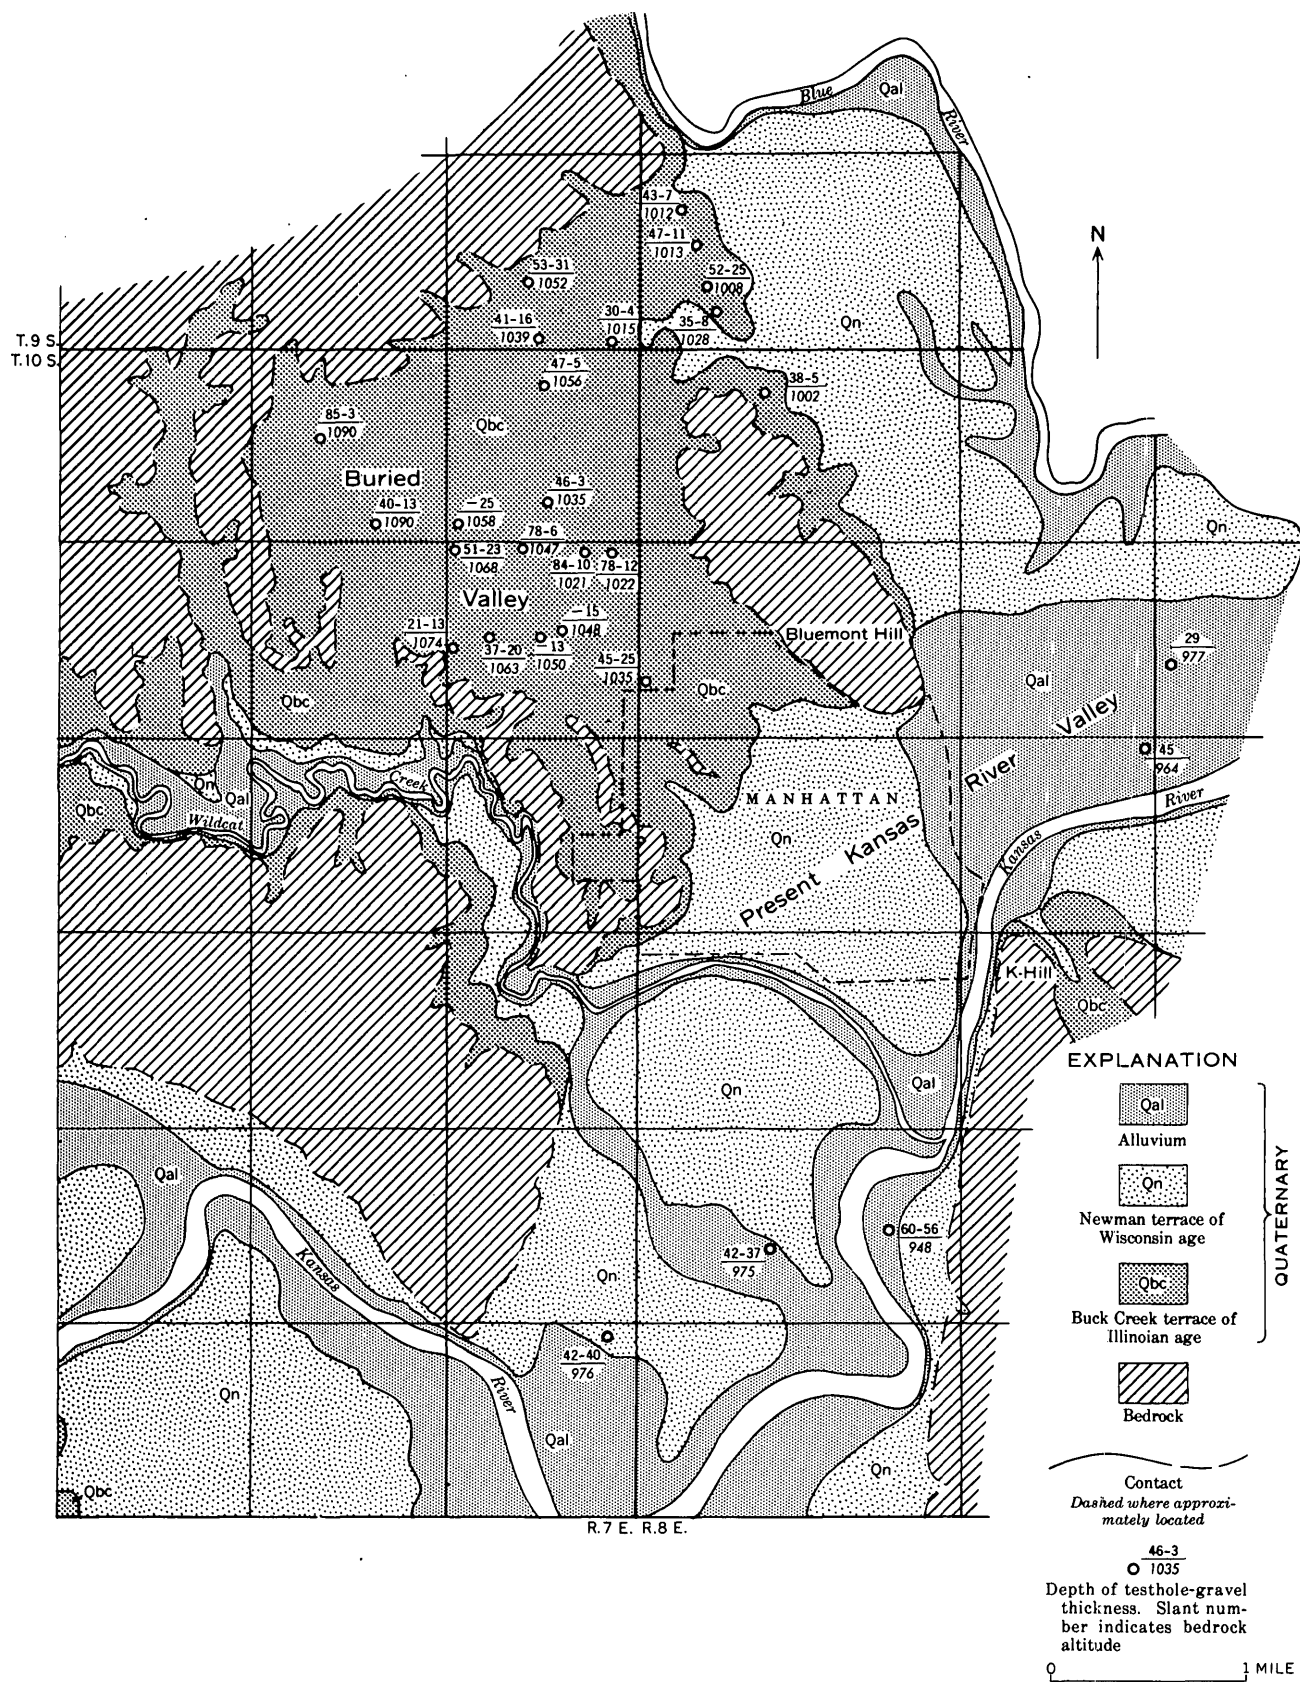 Blue
River
Qal
N
43-7
1012
47-11
1013
53-31
1052
52-25
1008
41-16
1039
30-4
1015
35-8
1028
Qn
T. 9 S.
T. 10 S.
47-5
1056
38-5
1002
85-3
1090
Qbc
Buried
46-3
1035
40-13
1090
-25
1058
Qn
78-6
1047
51-23
1068
84-10
1021
78-12
1022
Valley
-15
1048
21-13
1074
37-20
1063
-13
1050
Bluemont Hill
45-25
1035
29
977
Qbc
Qbc
Qal
Valley
45
964
River
Creek
Qn
Qal
Qbc
Wildcat
MANHATTAN
Qn
River
Kansas
Kansas
Present
K-Hill
Qbc
Qn
Qal
Qal
60-56
948
42-37
975
Kansas
Qn
42-40
976
River
Qn
Qal
Qbc
Qn
R. 7 E. R. 8 E.
EXPLANATION
Qal
Alluvium
Qn
Newman terrace of
Wisconsin age
Qbc
Buck Creek terrace of
Illinoian age
QUATERNARY
Bedrock
Contact
Dashed where approxi-
mately located
46-3
1035
Depth of testhole-gravel
thickness. Slant num-
ber indicates bedrock
altitude
0 1 MILE